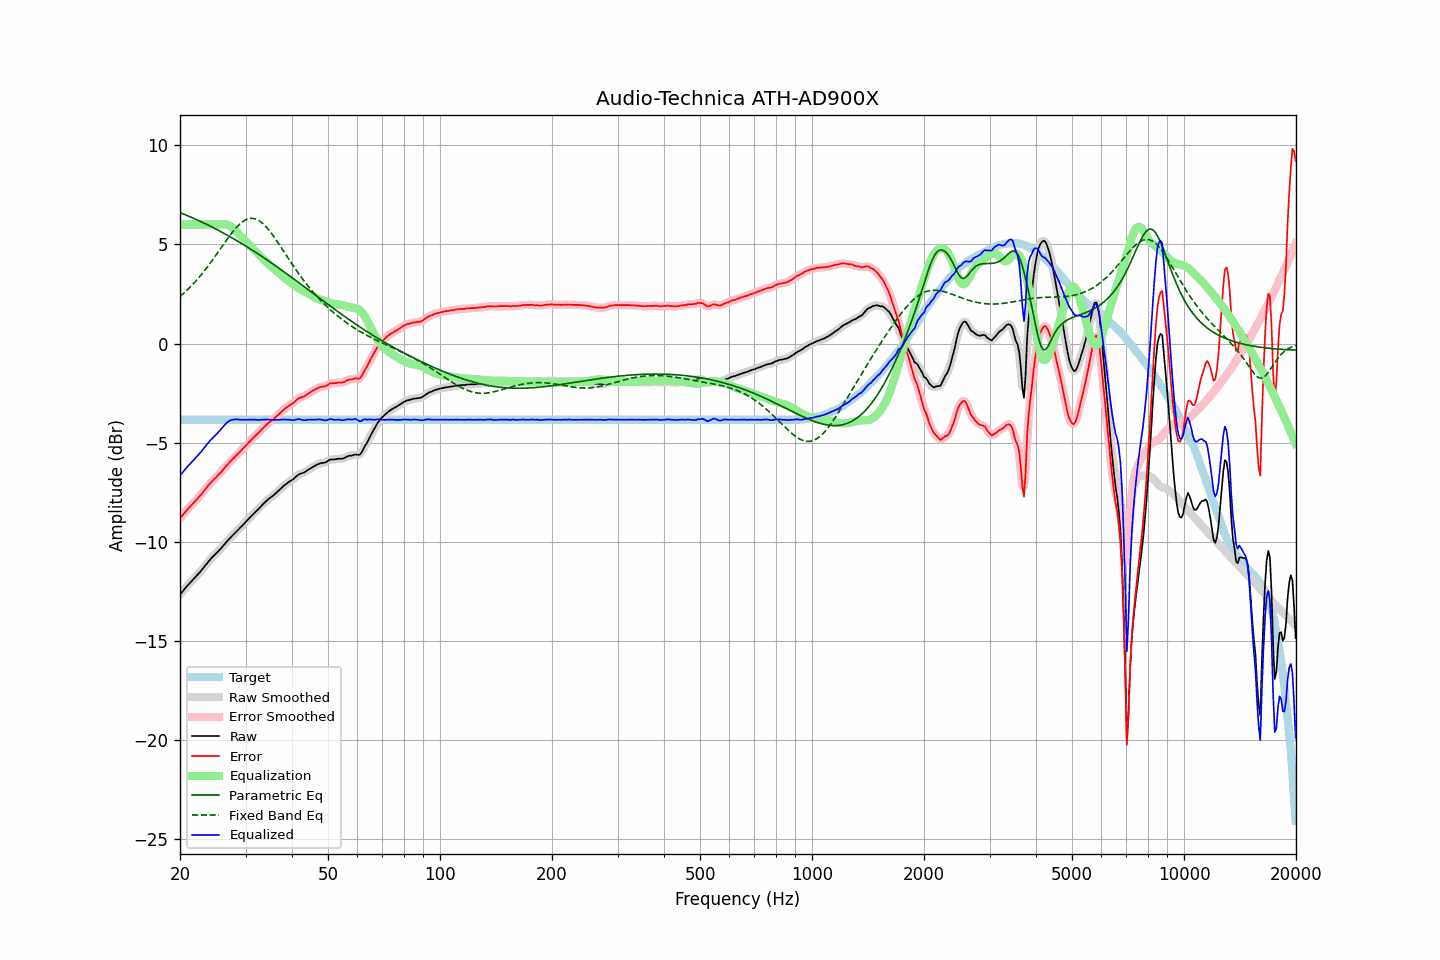 Audio-Technica ATH-AD900X
Amplitude (dBr)
10
5
0
−5
−10
−15
−20
−25
Target
Raw Smoothed
Error Smoothed
Raw
Error
Equalization
Parametric Eq
Fixed Band Eq
Equalized
20 50 100 200 500 1000 2000 5000 10000 20000
Frequency (Hz)